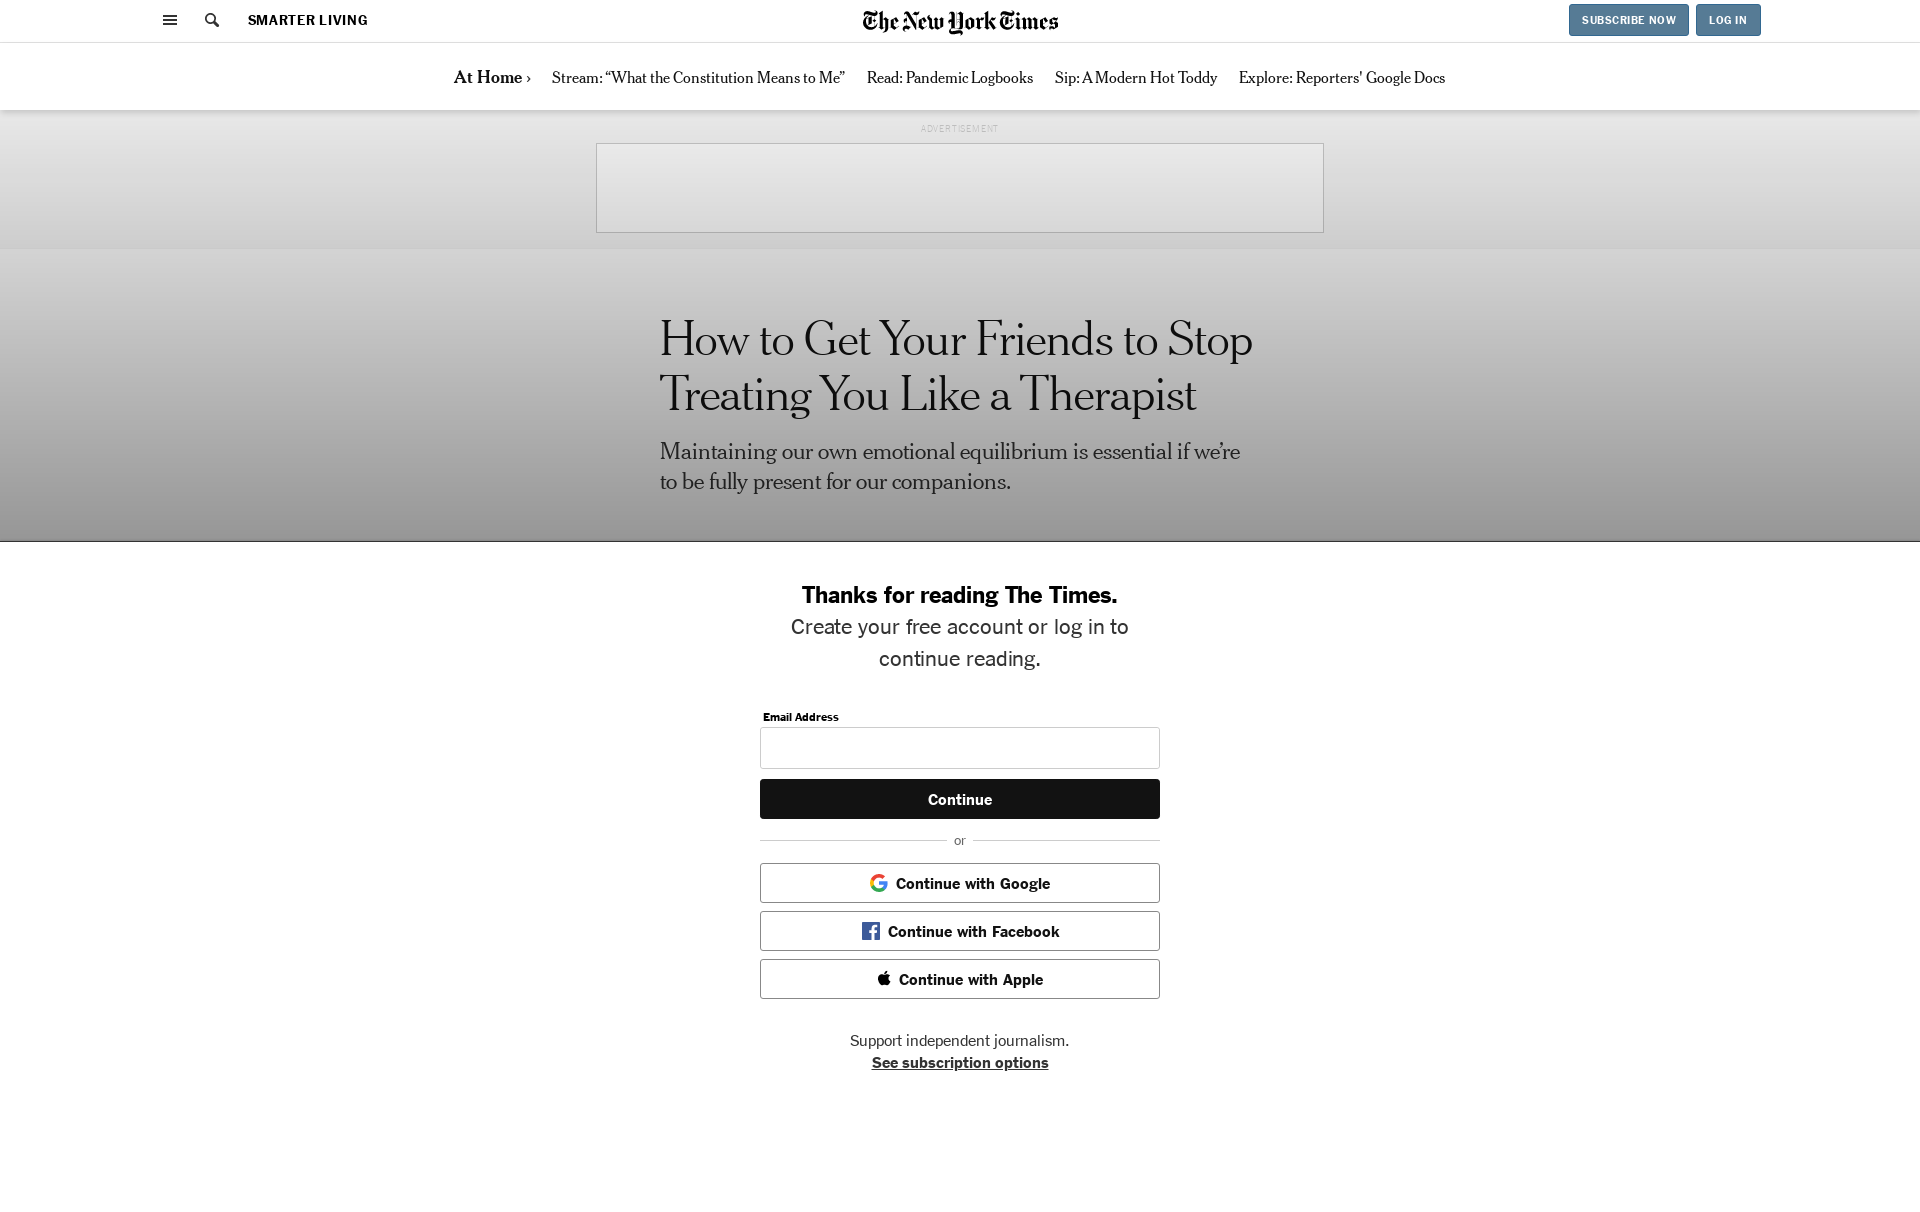 SMARTER LIVING
The New York Times
SUBSCRIBE NOW
LOG IN
At Home ›
Stream: “What the Constitution Means to Me”
Read: Pandemic Logbooks
Sip: A Modern Hot Toddy
Explore: Reporters' Google Docs
ADVERTISEMENT
How to Get Your Friends to Stop
Treating You Like a Therapist
Maintaining our own emotional equilibrium is essential if we’re
to be fully present for our companions.
Thanks for reading The Times.
Create your free account or log in to
continue reading.
Email Address
Continue
or
Continue with Google
Continue with Facebook
Continue with Apple
Support independent journalism.
See subscription options